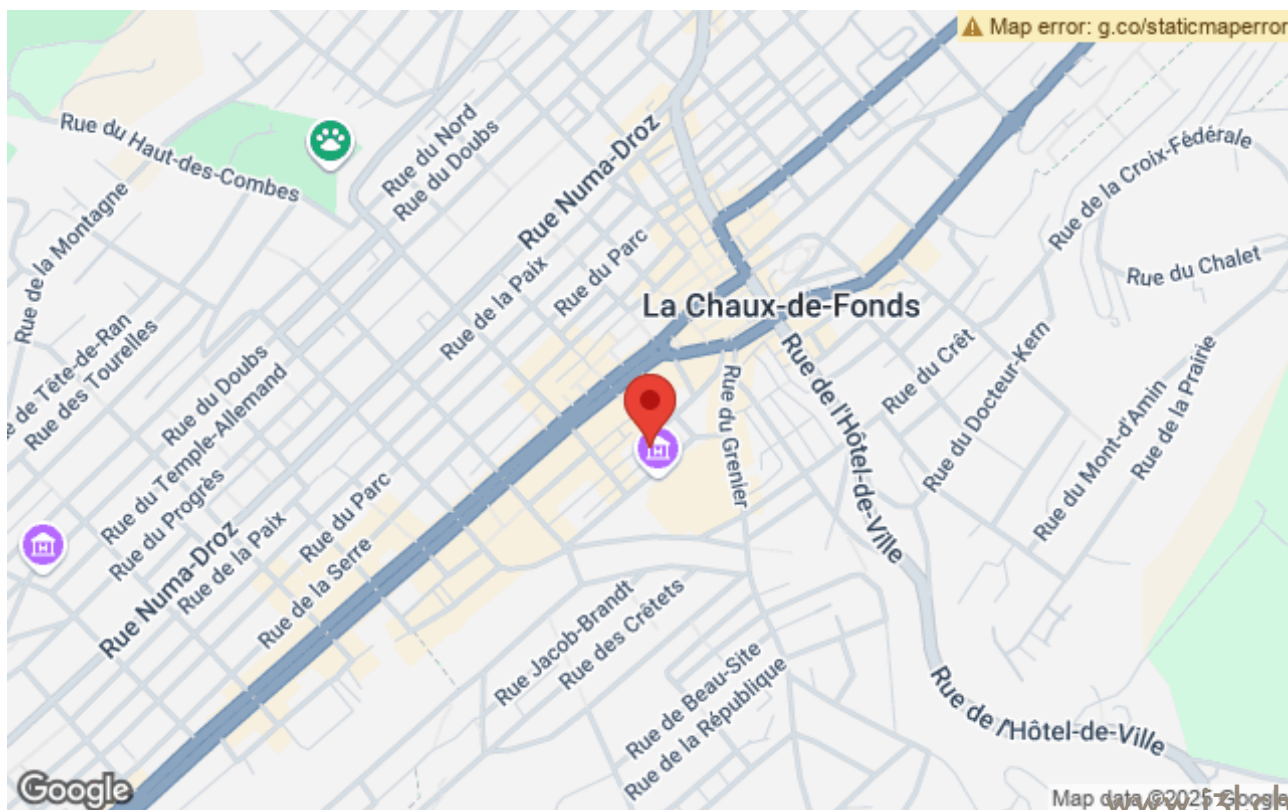 Map error: g.co/staticmaperror
Rue du Haut-des-Combes
Rue du Nord
Rue du Doubs
Rue Numa-Droz
Rue de la Croix-Fédérale
Rue de la Montagne
Rue de la Paix
Rue du Parc
Rue du Chalet
La Chaux-de-Fonds
e de Tête-de-Ran
Rue des Tourelles
Rue du Doubs
Rue du Temple-Allemand
Rue du Progrès
Rue de l'Hôtel-de-Ville
Rue du Grenier
Rue du Crêt
Rue du Docteur-Kern
Rue du Mont-d'Amin
Rue de la Prairie
Rue du Parc
Rue de la Paix
Rue de la Serre
Rue Numa-Droz
Rue Jacob-Brandt
Rue des Crêtets
Rue de Beau-Site
Rue de la République
Rue de l'Hôtel-de-Ville
Google
Map data ©2025 Google